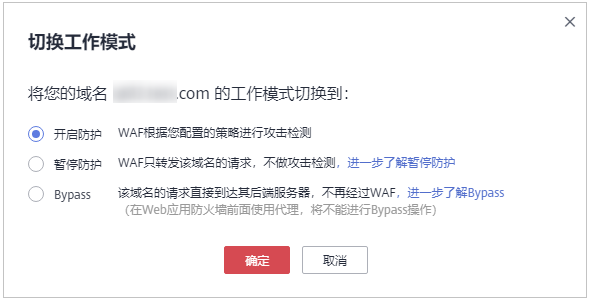 切换工作模式
将您的域名 .com 的工作模式切换到：
开启防护 WAF根据您配置的策略进行攻击检测
暂停防护 WAF只转发该域名的请求，不做攻击检测，进一步了解暂停防护
Bypass 该域名的请求直接到达其后端服务器，不再经过WAF，进一步了解Bypass
（在Web应用防火墙前面使用代理，将不能进行Bypass操作）
确定 取消